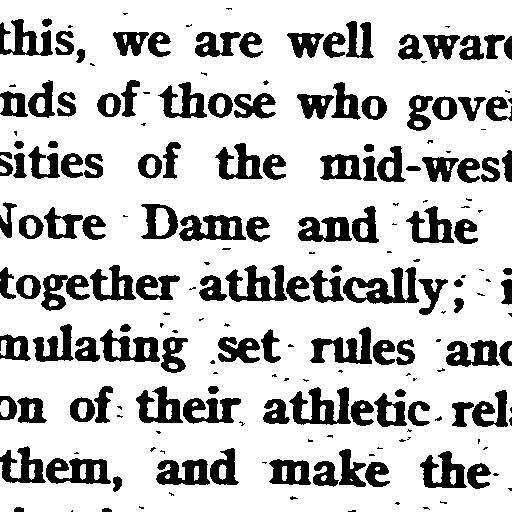 this, we are well aware
nds of those who gover
sities of the mid-west
Notre Dame and the
together athletically; i
mulating set rules and
on of their athletic rel
them, and make the